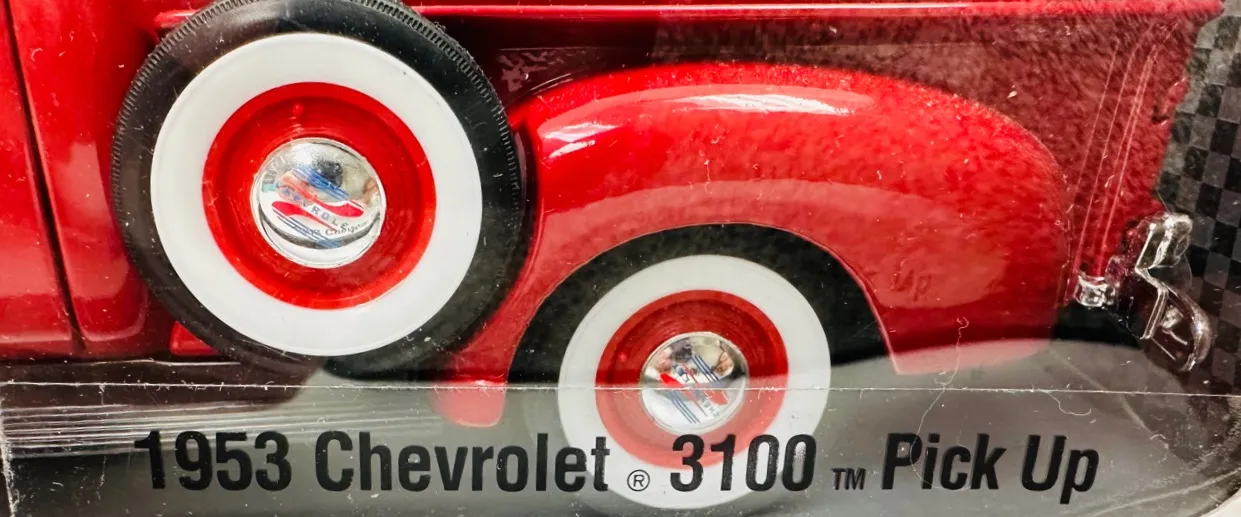 1953 Chevrolet ® 3100 ™ Pick Up